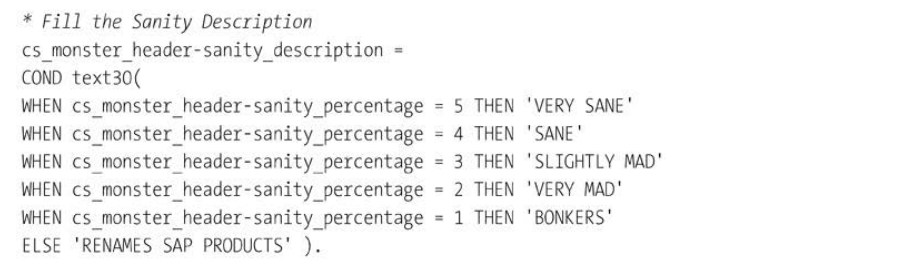 * Fill the Sanity Description
cs_monster_header-sanity_description =
COND text30(
WHEN cs_monster_header-sanity_percentage = 5 THEN 'VERY SANE'
WHEN cs_monster_header-sanity_percentage = 4 THEN 'SANE'
WHEN cs_monster_header-sanity_percentage = 3 THEN 'SLIGHTLY MAD'
WHEN cs_monster_header-sanity_percentage = 2 THEN 'VERY MAD'
WHEN cs_monster_header-sanity_percentage = 1 THEN 'BONKERS'
ELSE 'RENAMES SAP PRODUCTS' ).